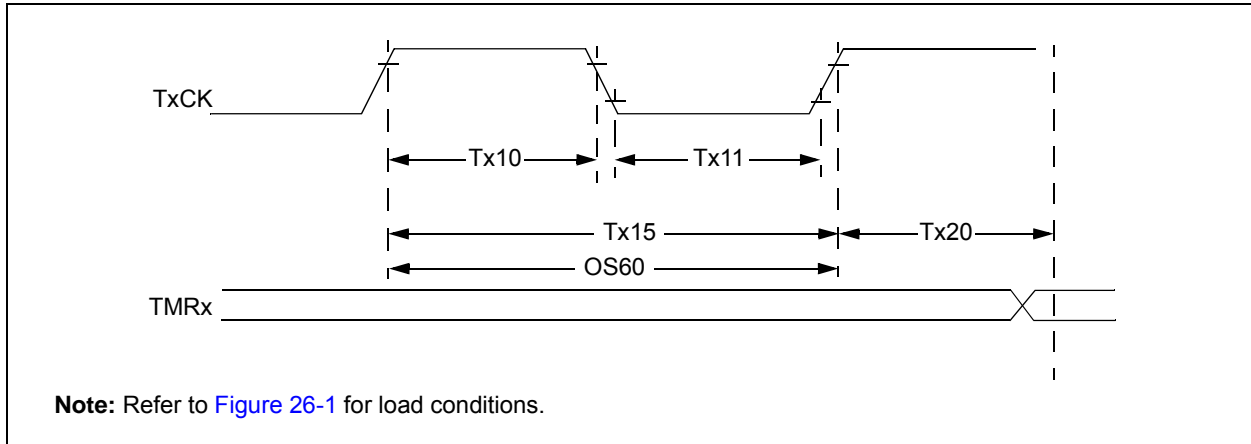 TxCK
Tx10
Tx11
Tx15
Tx20
OS60
TMRx
Note: Refer to Figure 26-1 for load conditions.